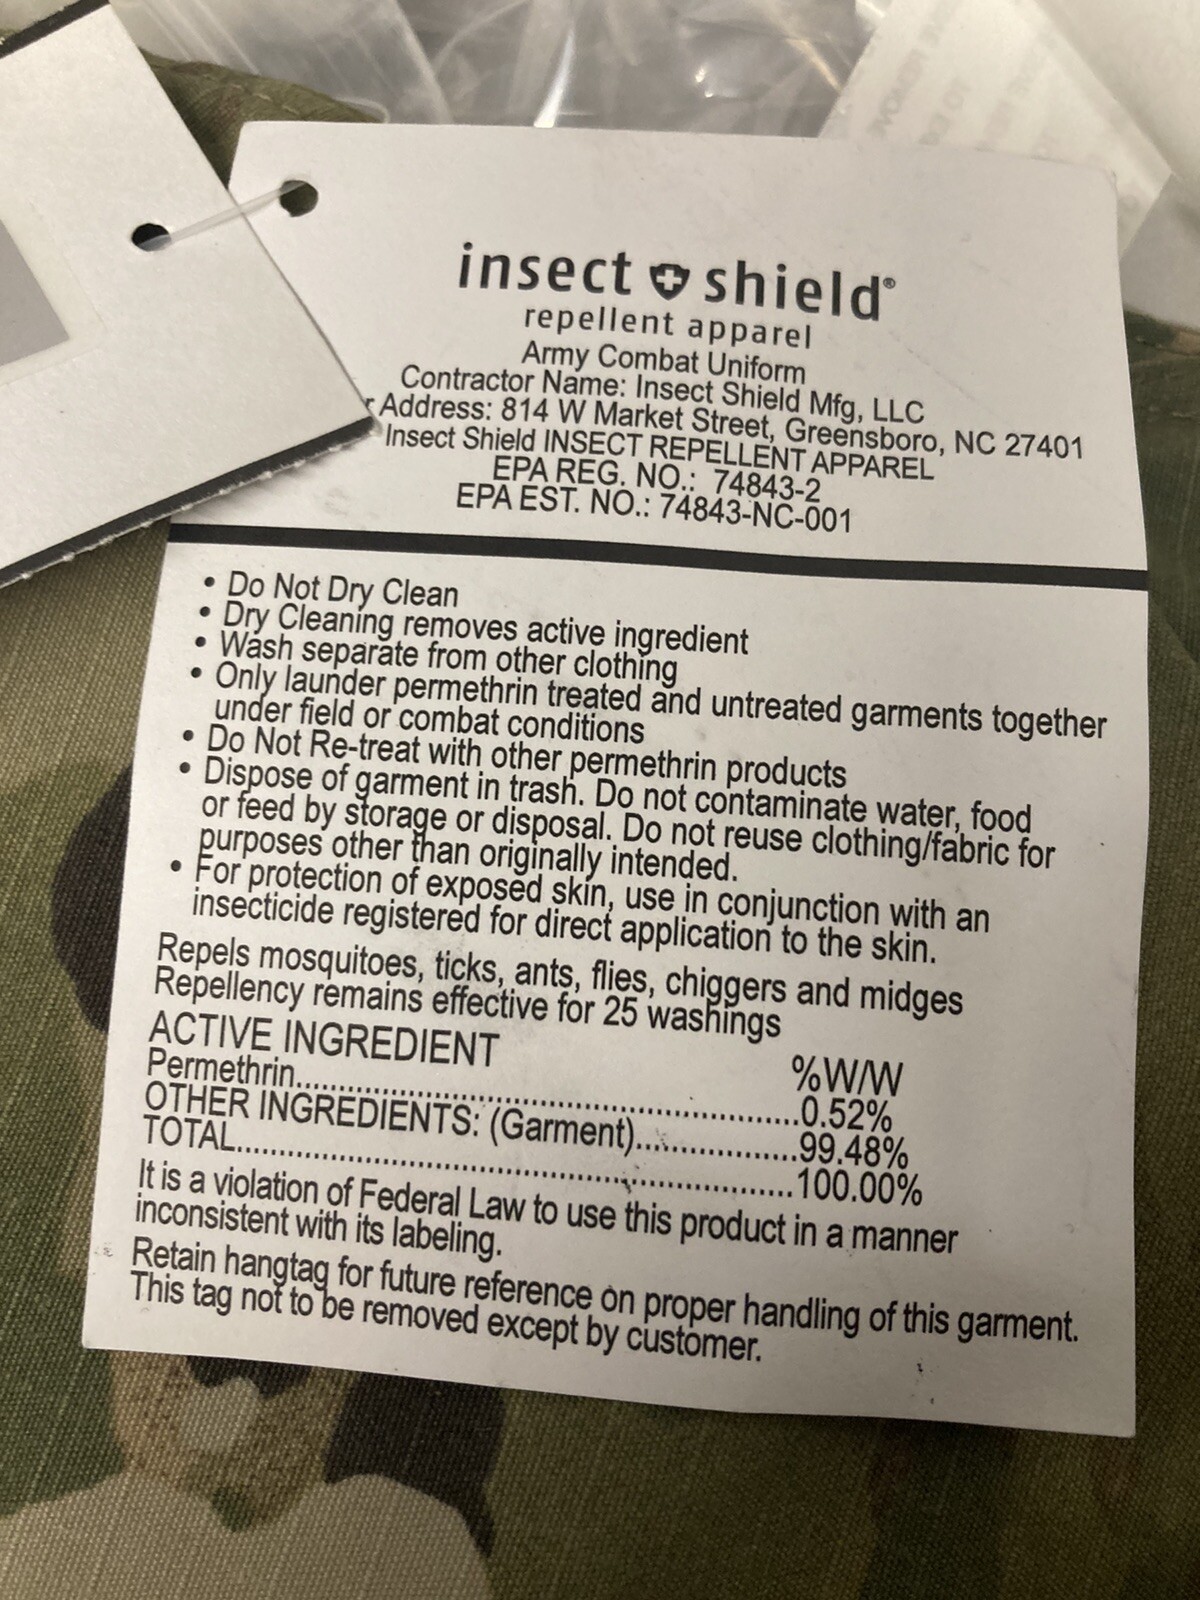 insect shield®
repellent apparel
Army Combat Uniform
Contractor Name: Insect Shield Mfg, LLC
r Address: 814 W Market Street, Greensboro, NC 27401
Insect Shield INSECT REPELLENT APPAREL
EPA REG. NO.: 74843-2
EPA EST. NO.: 74843-NC-001
• Do Not Dry Clean
• Dry Cleaning removes active ingredient
• Wash separate from other clothing
• Only launder permethrin treated and untreated garments together
under field or combat conditions
• Do Not Re-treat with other permethrin products
• Dispose of garment in trash. Do not contaminate water, food
or feed by storage or disposal. Do not reuse clothing/fabric for
purposes other than originally intended.
• For protection of exposed skin, use in conjunction with an
insecticide registered for direct application to the skin.
Repels mosquitoes, ticks, ants, flies, chiggers and midges
Repellency remains effective for 25 washings
ACTIVE INGREDIENT %W/W
Permethrin..........................................................0.52%
OTHER INGREDIENTS: (Garment)...................99.48%
TOTAL................................................................100.00%
It is a violation of Federal Law to use this product in a manner
inconsistent with its labeling.
Retain hangtag for future reference on proper handling of this garment.
This tag not to be removed except by customer.